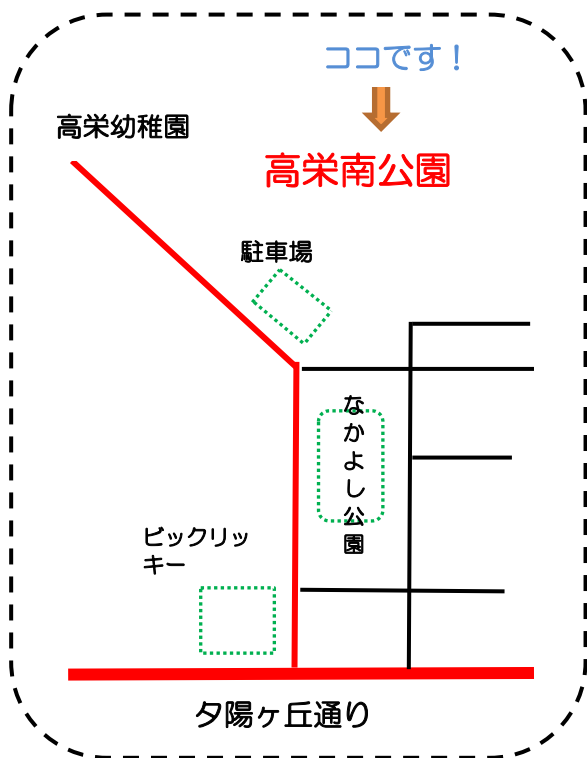 ココです！
高栄幼稚園
高栄南公園
駐車場
なかよし公園
ビックリッ
キー
夕陽ヶ丘通り